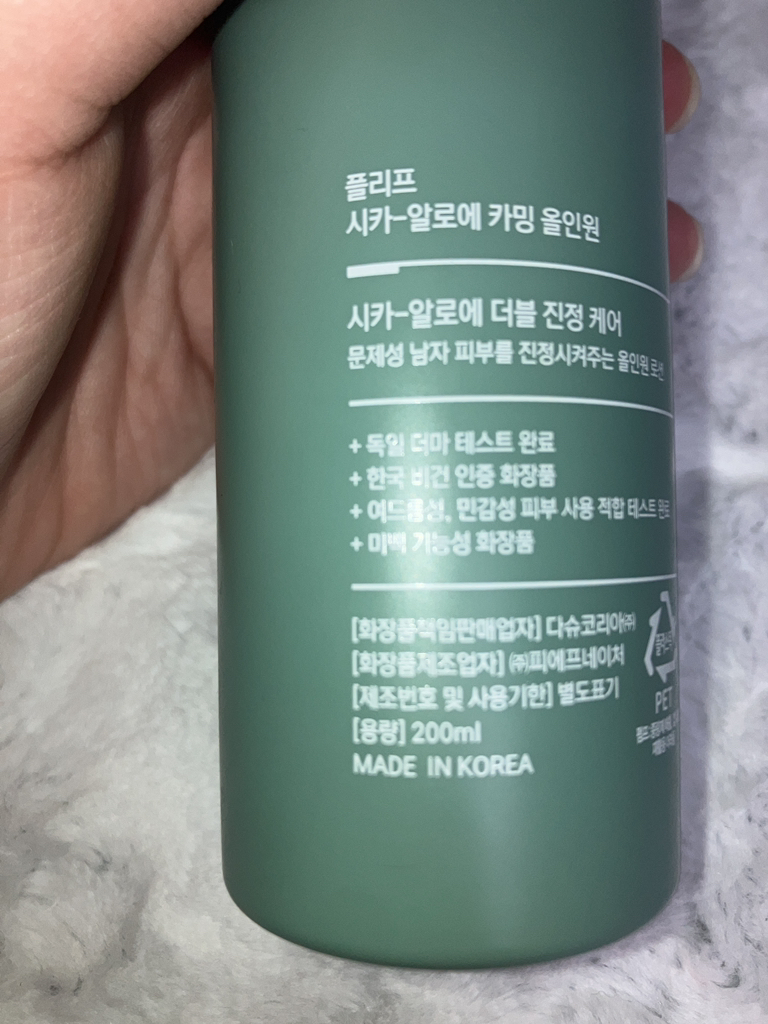 플리프
시카-알로에 카밍 올인원
시카-알로에 더블 진정 케어
문제성 남자 피부를 진정시켜주는 올인원 로션
+ 독일 더마 테스트 완료
+ 한국 비건 인증 화장품
+ 여드름성, 민감성 피부 사용 적합 테스트 완료
+ 미백 기능성 화장품
[화장품책임판매업자] 다슈코리아㈜
[화장품제조업자] ㈜피에프네이처
[제조번호 및 사용기한] 별도표기
[용량] 200ml
MADE IN KOREA
플라스틱
PET